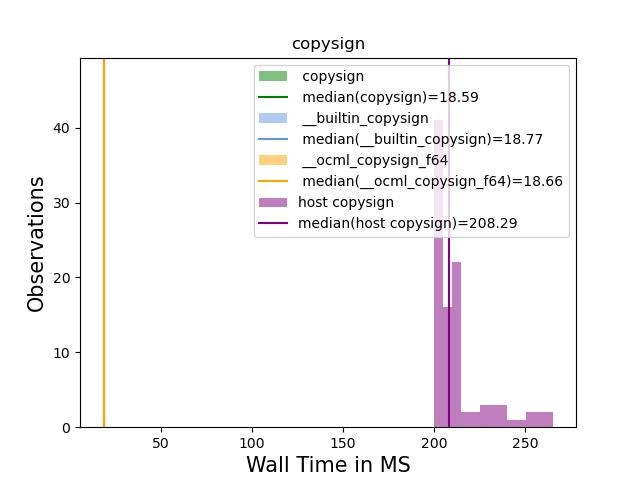 copysign
copysign
median(copysign)=18.59
__builtin_copysign
median(__builtin_copysign)=18.77
__ocml_copysign_f64
median(__ocml_copysign_f64)=18.66
host copysign
median(host copysign)=208.29
Observations
40
30
20
10
0
50 100 150 200 250
Wall Time in MS